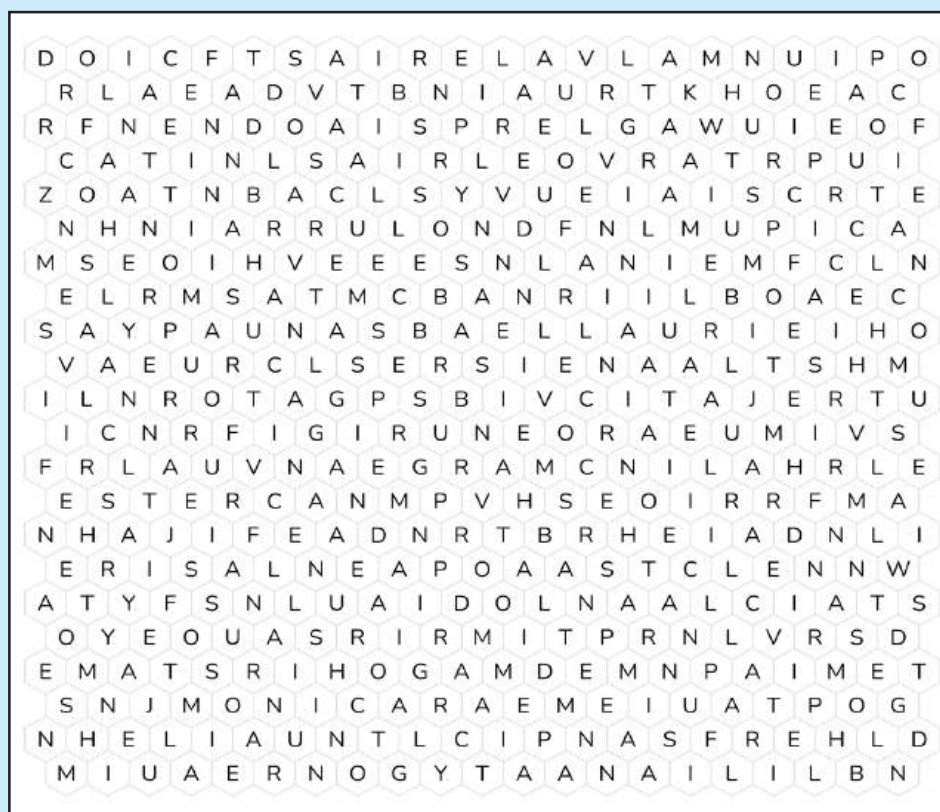 D O I C F T S A I R E L A V L A M N U I P O
R L A E A D V T B N I A U R T K H O E A C
R F N E N D O A I S P R E L G A W U I E O F
C A T I N L S A I R L E O V R A T R P U I
Z O A T N B A C L S Y V U E I A I S C R T E
N H N I A R R U L O N D F N L M U P I C A
M S E O I H V E E E S N L A N I E M F C L N
E L R M S A T M C B A N R I I L B O A E C
S A Y P A U N A S B A E L L A U R I E I H O
V A E U R C L S E R S I E N A A L T S H M
I L N R O T A G P S B I V C I T A J E R T U
I C N R F I G I R U N E O R A E U M I V S
F R L A U V N A E G R A M C N I L A H R L E
E S T E R C A N M P V H S E O I R R F M A
N H A J I F E A D N R T B R H E I A D N L I
E R I S A L N E A P O A A S T C L E N N W
A T Y F S N L U A I D O L N A A L C I A T S
O Y E O U A S R I R M I T P R N L V R S D
E M A T S R I H O G A M D E M N P A I M E T
S N J M O N I C A R A E M E I U A T P O G
N H E L I A U N T L C I P N A S F R E H L D
M I U A E R N O G Y T A A N A I L I L B N